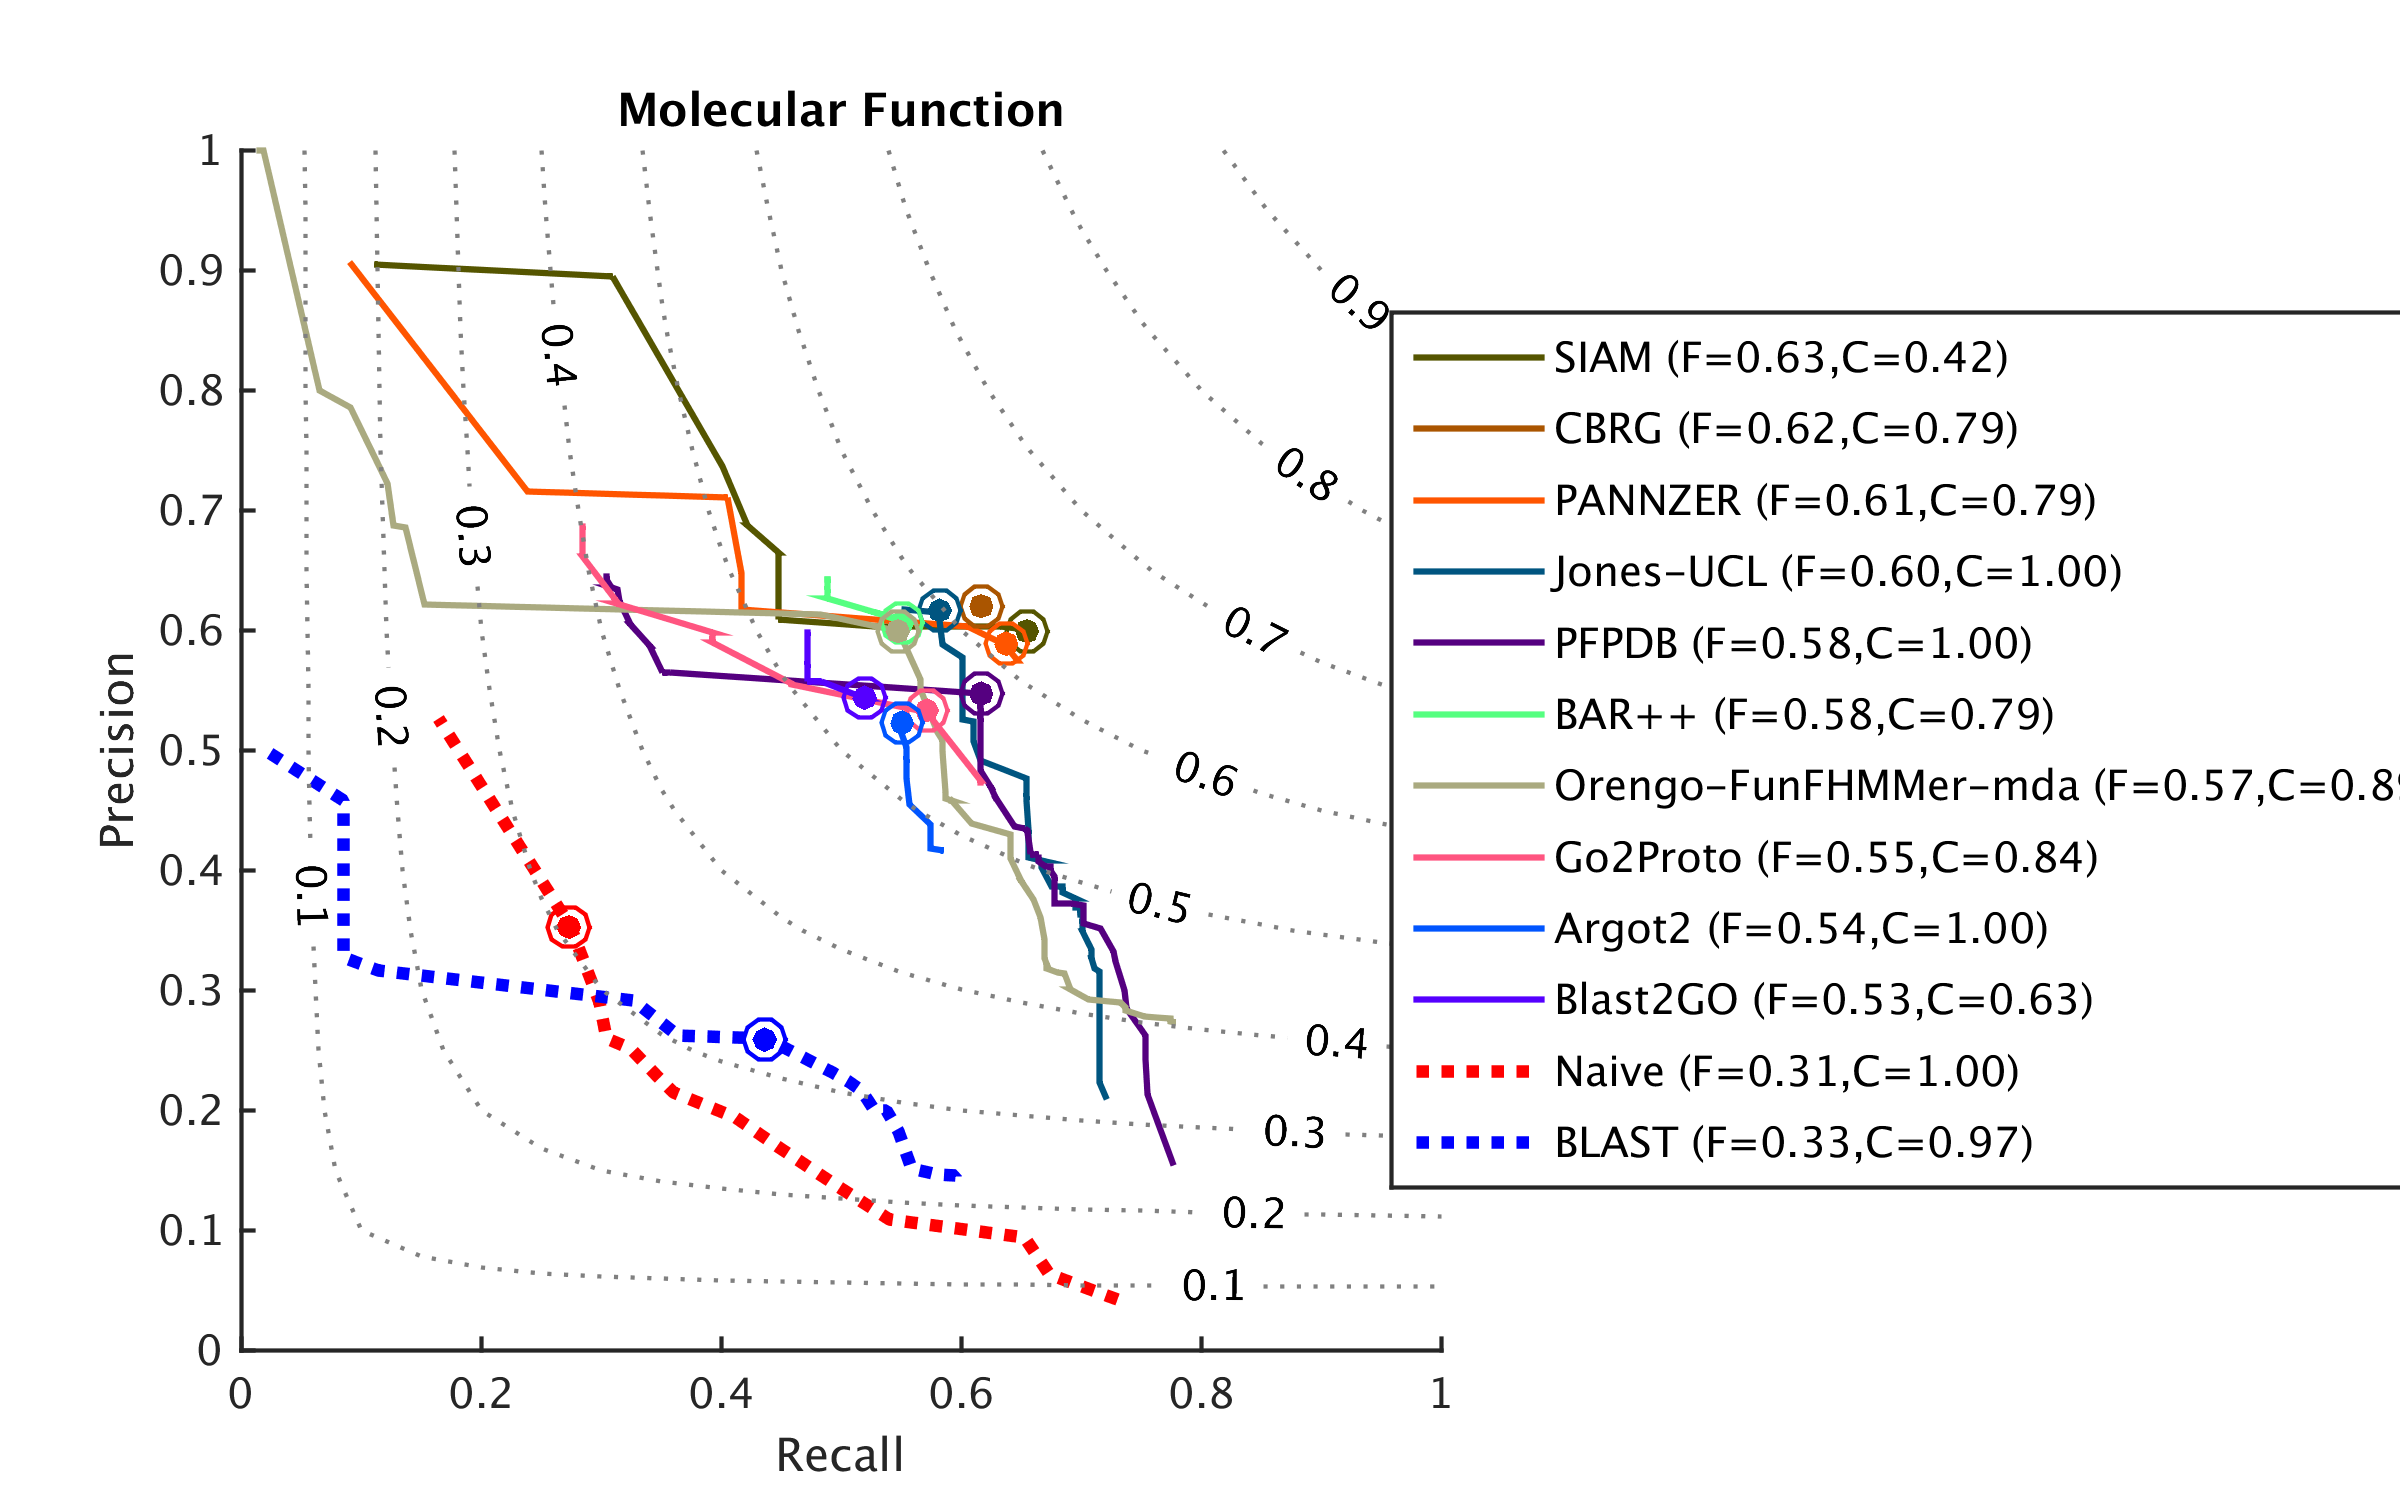 Molecular Function
1
0.9
0.8
0.7
0.6
0.5
0.4
0.3
0.2
0.1
0
Precision
0 0.2 0.4 0.6 0.8 1
Recall
0.4
0.3
0.2
0.1
0.9
0.8
0.7
0.6
0.5
0.4
0.3
0.2
0.1
SIAM (F=0.63,C=0.42)
CBRG (F=0.62,C=0.79)
PANNZER (F=0.61,C=0.79)
Jones-UCL (F=0.60,C=1.00)
PFPDB (F=0.58,C=1.00)
BAR++ (F=0.58,C=0.79)
Orengo-FunFHMMer-mda (F=0.57,C=0.89
Go2Proto (F=0.55,C=0.84)
Argot2 (F=0.54,C=1.00)
Blast2GO (F=0.53,C=0.63)
Naive (F=0.31,C=1.00)
BLAST (F=0.33,C=0.97)